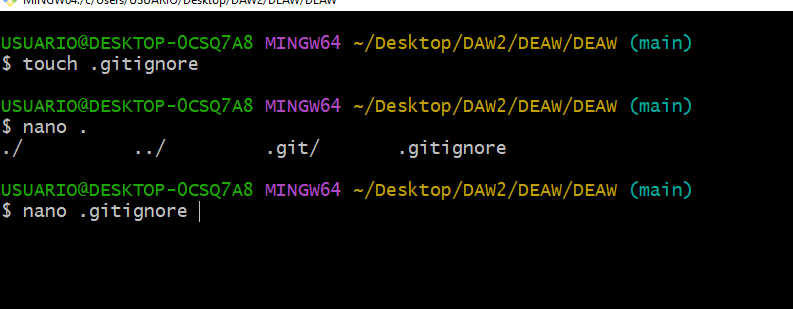 MINGW64:/c/Users/USUARIO/Desktop/DAW2/DEAW/DEAW
USUARIO@DESKTOP-0CSQ7A8 MINGW64 ~/Desktop/DAW2/DEAW/DEAW (main)
$ touch .gitignore
USUARIO@DESKTOP-0CSQ7A8 MINGW64 ~/Desktop/DAW2/DEAW/DEAW (main)
$ nano .
./ ../ .git/ .gitignore
USUARIO@DESKTOP-0CSQ7A8 MINGW64 ~/Desktop/DAW2/DEAW/DEAW (main)
$ nano .gitignore